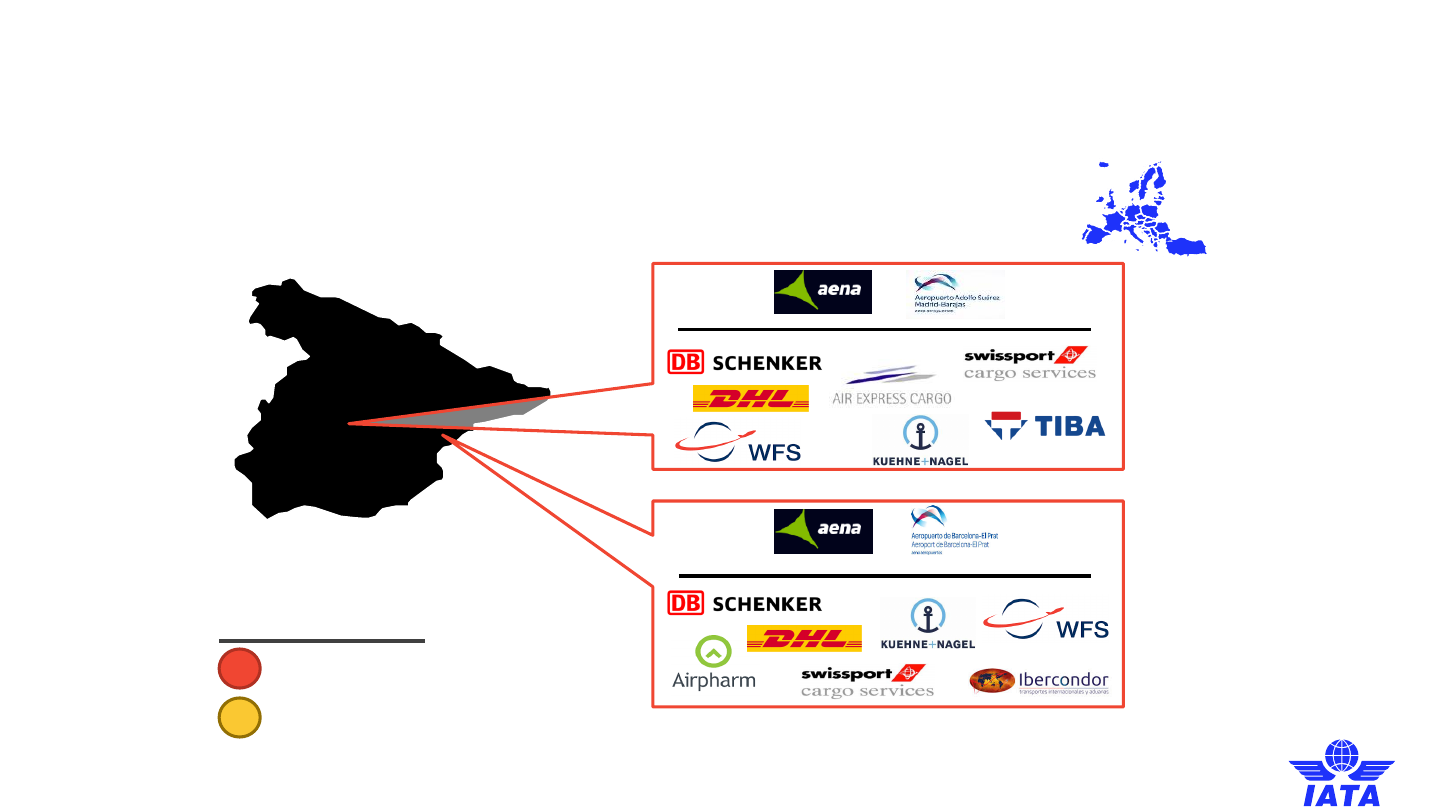 aena
Aeropuerto Adolfo Suárez
Madrid-Barajas
DB SCHENKER
swissport
cargo services
DHL
AIR EXPRESS CARGO
WFS
KUEHNE+NAGEL
TIBA
aena
Aeropuerto de Barcelona-El Prat
Aeroport de Barcelona-El Prat
DB SCHENKER
KUEHNE+NAGEL
WFS
DHL
Airpharm
swissport
cargo services
Ibercondor
Transportes internacionales y aduanas
IATA